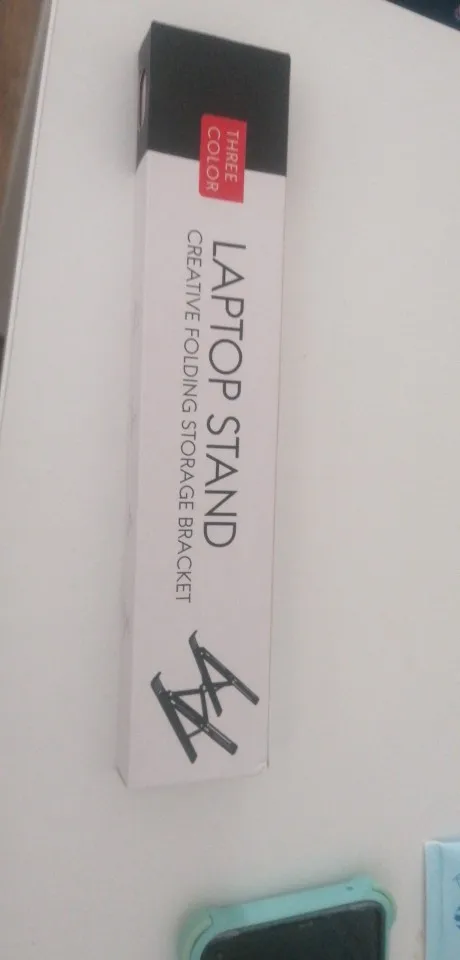 THREE
COLOR
LAPTOP STAND
CREATIVE FOLDING STORAGE BRACKET